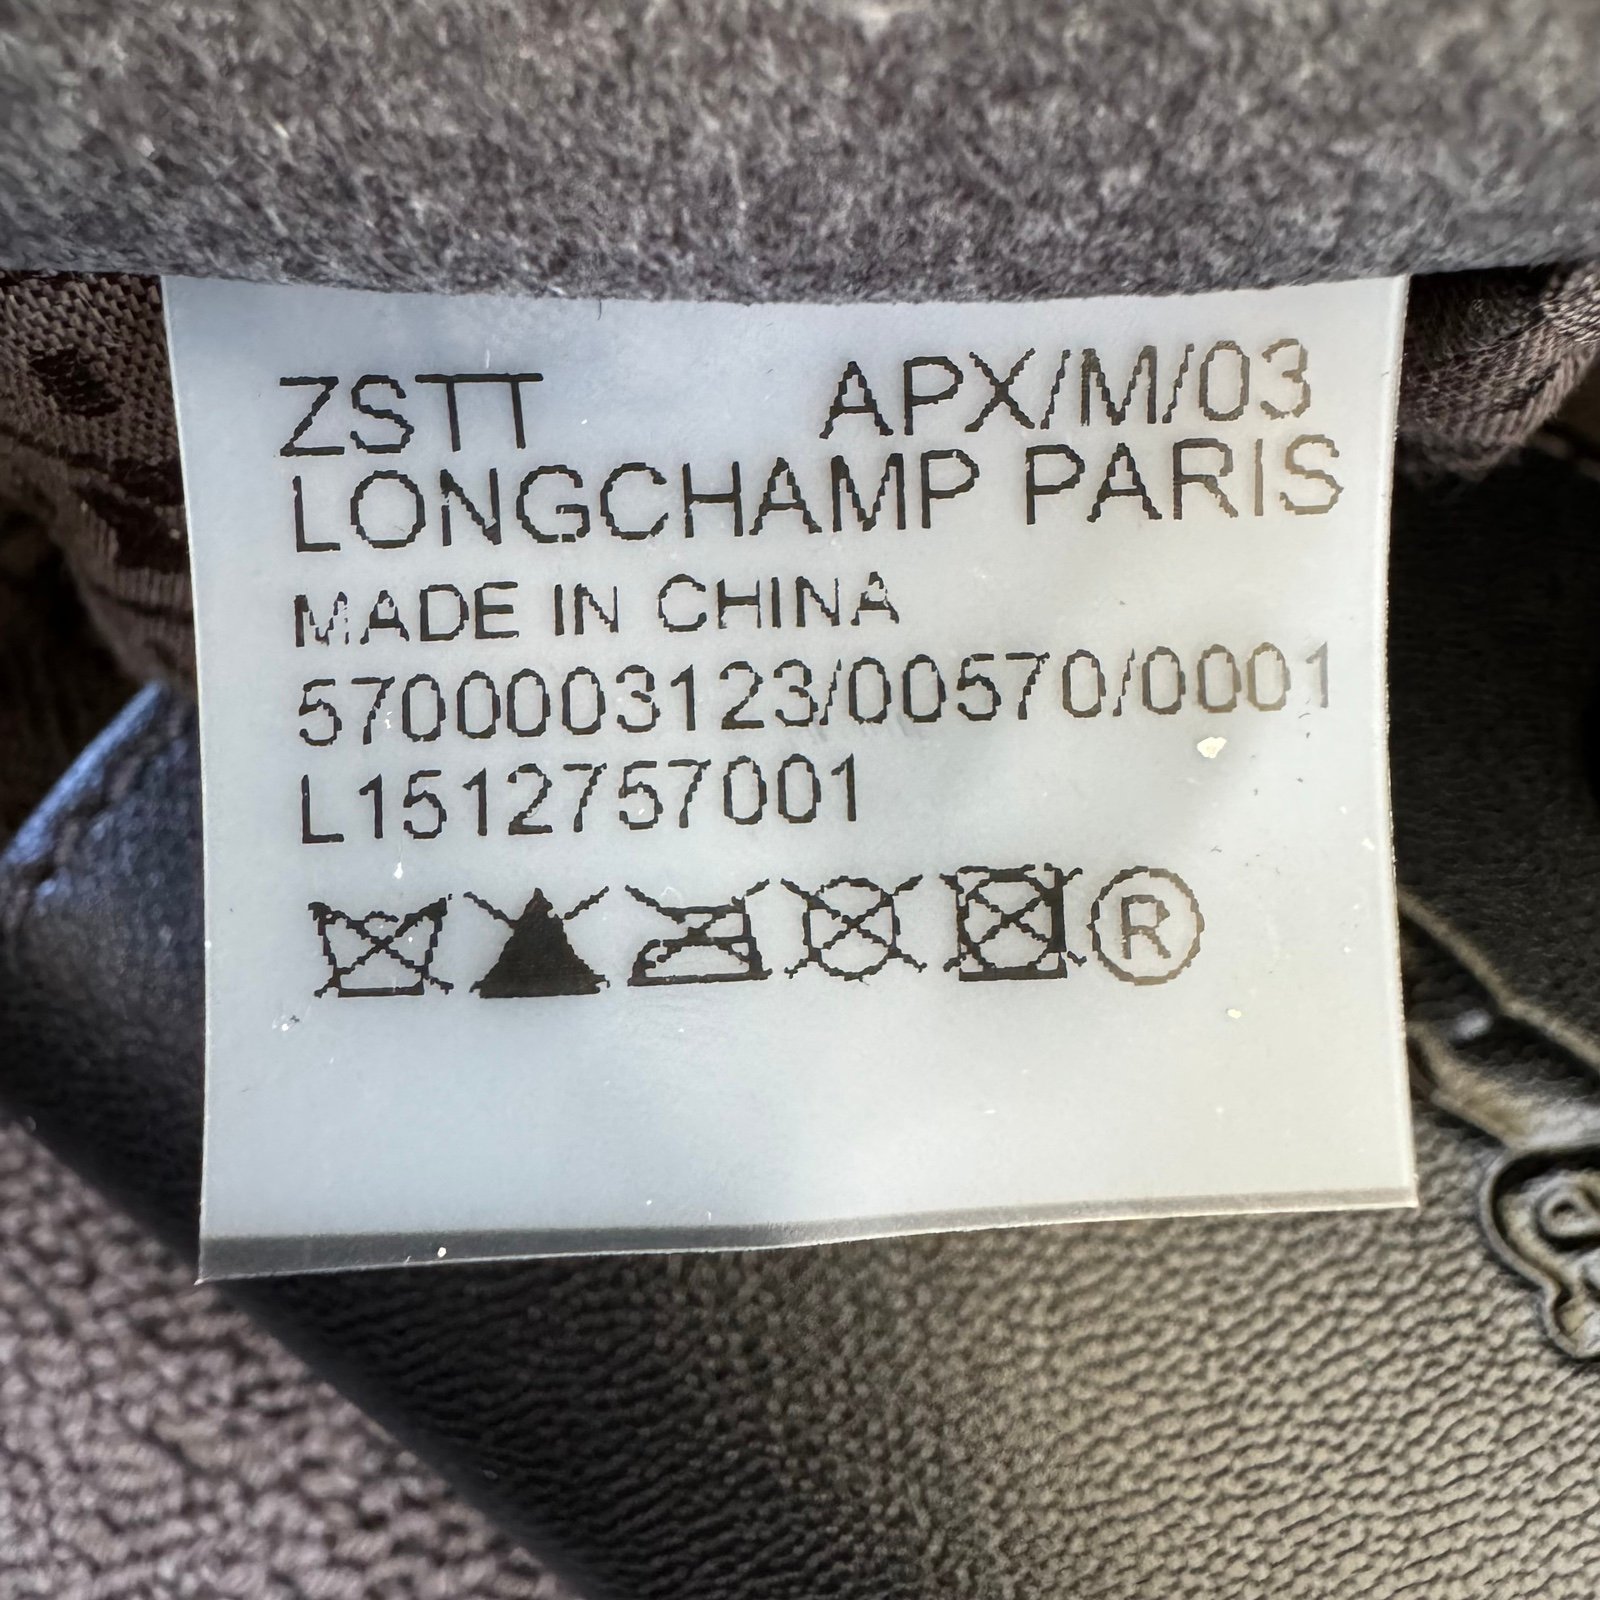 ZSTT APX/M/03
LONGCHAMP PARIS
MADE IN CHINA
5700003123/00570/0001
L1512757001
R